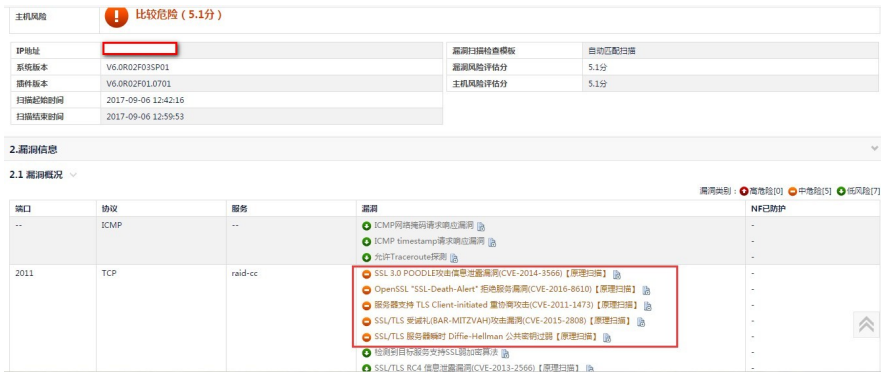 主机风险
比较危险（5.1分）
IP地址
漏洞扫描检查模板 自动匹配扫描
系统版本 V6.0R02F03SP01 漏洞风险评估分 5.1分
插件版本 V6.0R02F01.0701 主机风险评估分 5.1分
扫描起始时间 2017-09-06 12:42:16
扫描结束时间 2017-09-06 12:59:53
2.漏洞信息
2.1 漏洞概况
漏洞类别：高危险[0] 中危险[5] 低风险[7]
端口 协议 服务 漏洞 NF已防护
-- ICMP -- ICMP网络掩码请求响应漏洞 -
ICMP timestamp请求响应漏洞 -
允许Traceroute探测 -
2011 TCP raid-cc SSL 3.0 POODLE攻击信息泄露漏洞(CVE-2014-3566)【原理扫描】 -
OpenSSL "SSL-Death-Alert" 拒绝服务漏洞(CVE-2016-8610)【原理扫描】 -
服务器支持 TLS Client-initiated 重协商攻击(CVE-2011-1473)【原理扫描】 -
SSL/TLS 受诫礼(BAR-MITZVAH)攻击漏洞(CVE-2015-2808)【原理扫描】 -
SSL/TLS 服务器瞬时 Diffie-Hellman 公共密钥过弱【原理扫描】 -
检测到目标服务支持SSL弱加密算法 -
SSL/TLS RC4 信息泄露漏洞(CVE-2013-2566)【原理扫描】 -